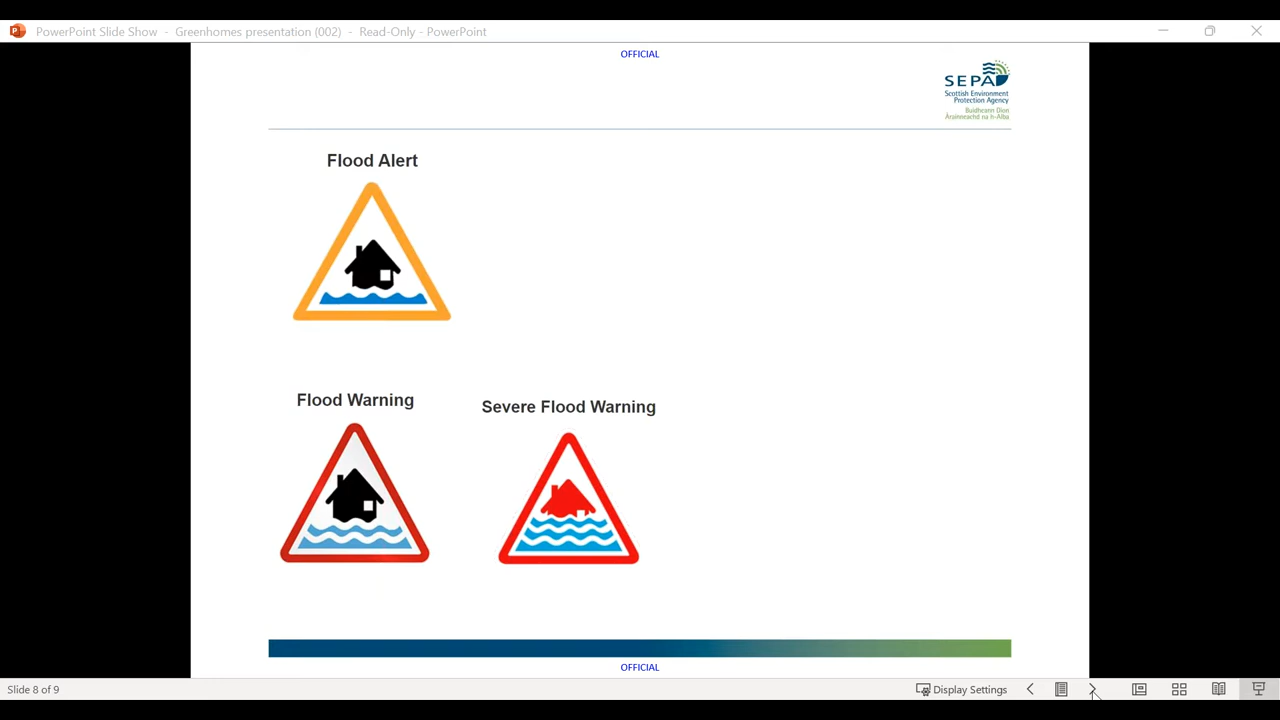 PowerPoint Slide Show - Greenhomes presentation (002) - Read-Only - PowerPoint
OFFICIAL
SEPA
Scottish Environment
Protection Agency
Buidheann Dìon
Àrainneachd na h-Alba
Flood Alert
Flood Warning
Severe Flood Warning
OFFICIAL
Slide 8 of 9
Display Settings